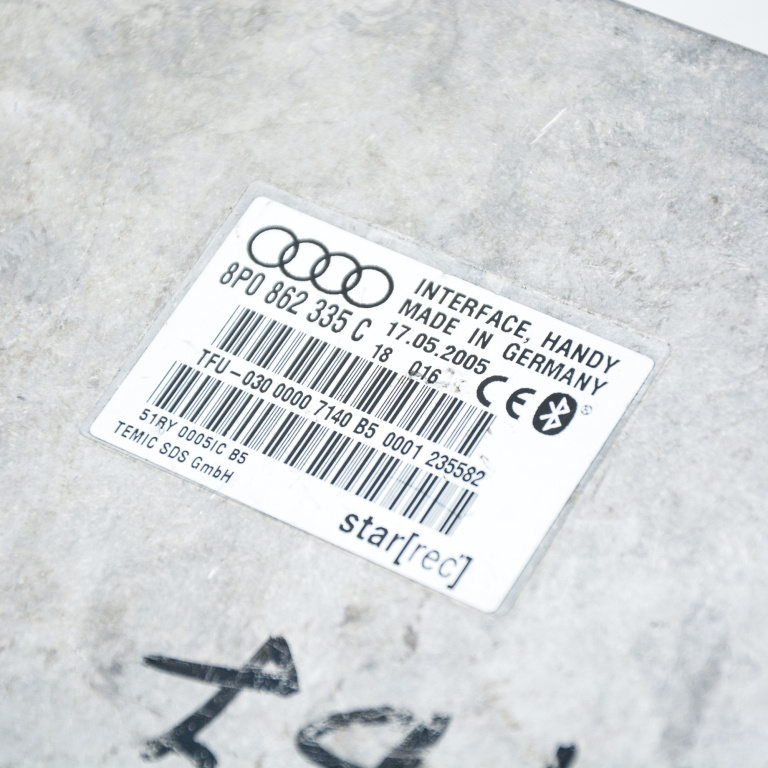 8P0 862 335 C
INTERFACE, HANDY
MADE IN GERMANY
17.05.2005
18 016
CE
®
TFU-030 0000 7140 B5 0001 235582
51RY 0005IC B5
TEMIC SDS GmbH
star[rec]